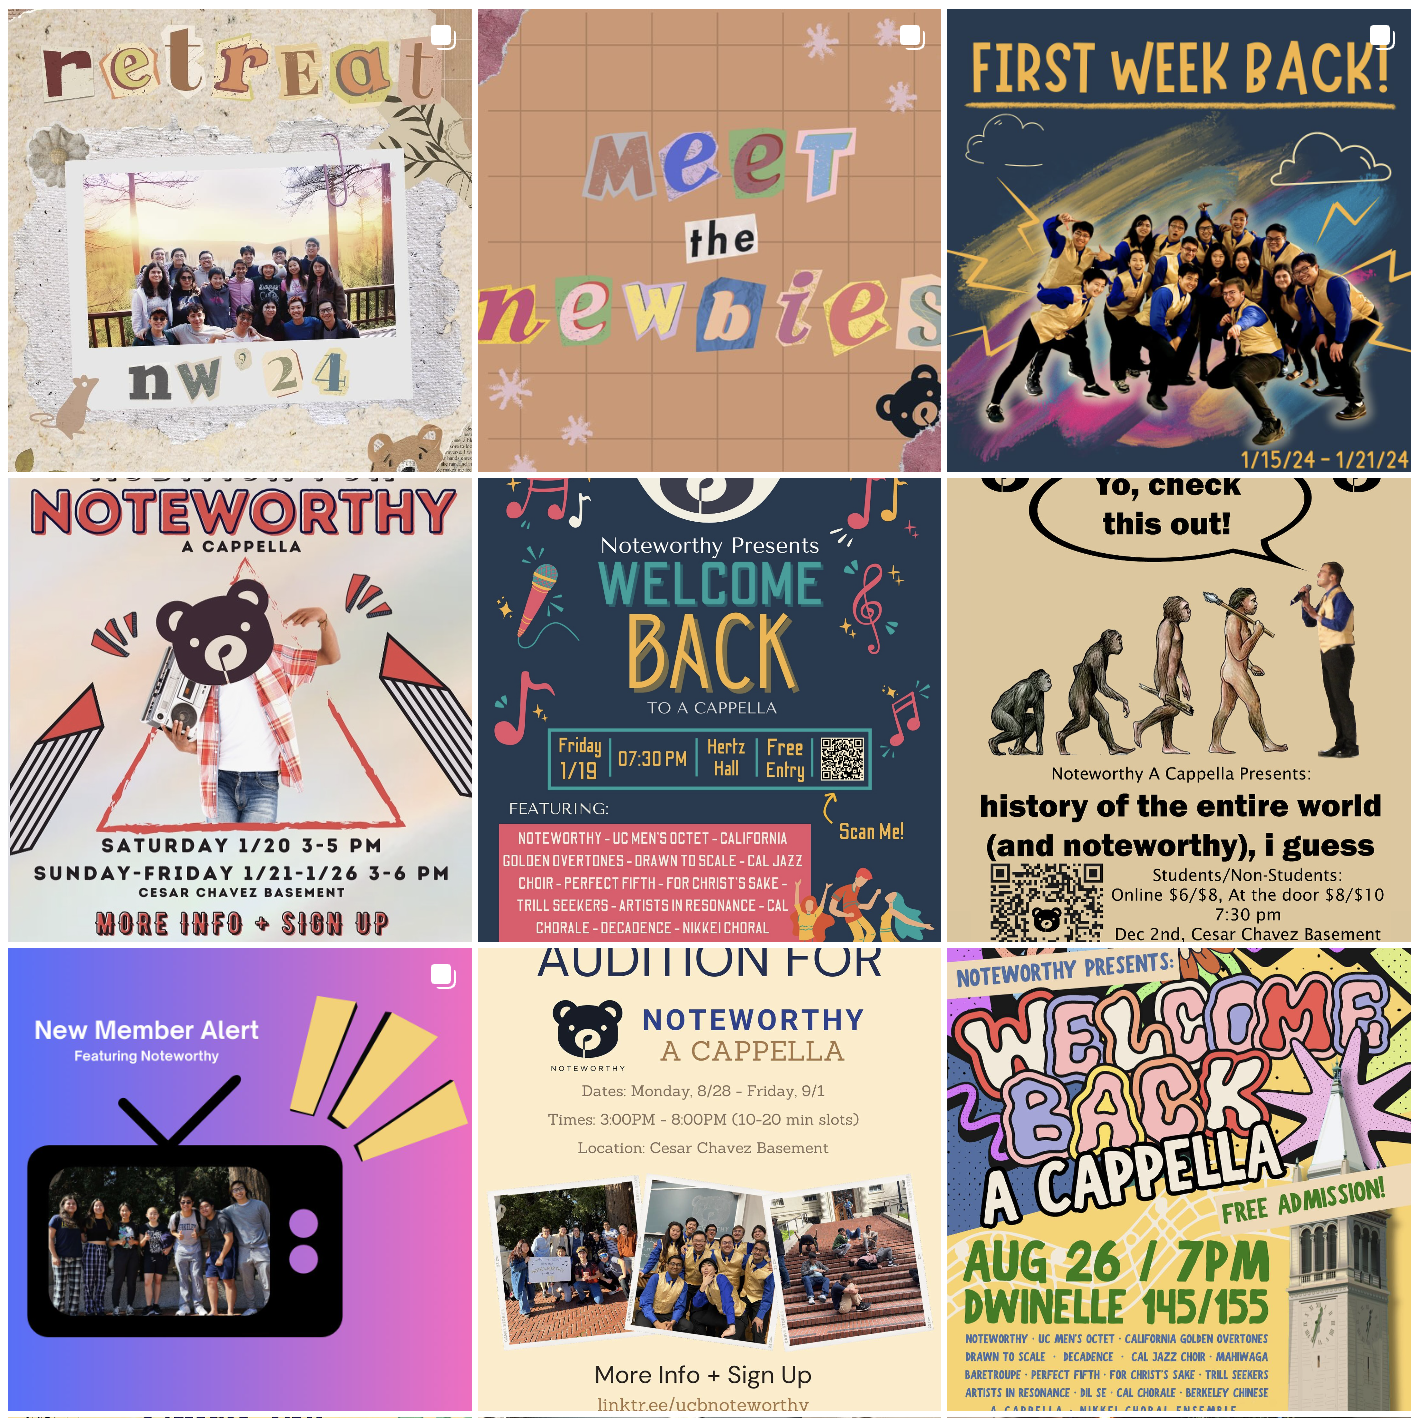 retrEat
nw'24
Meet
the
newbies
FIRST WEEK BACK!
1/15/24 - 1/21/24
NOTEWORTHY
A CAPPELLA
SATURDAY 1/20 3-5 PM
SUNDAY-FRIDAY 1/21-1/26 3-6 PM
CESAR CHAVEZ BASEMENT
MORE INFO + SIGN UP
Noteworthy Presents
WELCOME
BACK
TO A CAPPELLA
Friday 1/19
07:30 PM
Hertz Hall
Free Entry
Scan Me!
FEATURING:
NOTEWORTHY - UC MEN'S OCTET - CALIFORNIA
GOLDEN OVERTONES - DRAWN TO SCALE - CAL JAZZ
CHOIR - PERFECT FIFTH - FOR CHRIST'S SAKE -
TRILL SEEKERS - ARTISTS IN RESONANCE - CAL
CHORALE - DECADENCE - NIKKEI CHORAL
Yo, check
this out!
Noteworthy A Cappella Presents:
history of the entire world
(and noteworthy), i guess
Students/Non-Students:
Online $6/$8, At the door $8/$10
7:30 pm
Dec 2nd, Cesar Chavez Basement
New Member Alert
Featuring Noteworthy
AUDITION FOR
NOTEWORTHY
A CAPPELLA
NOTEWORTHY
Dates: Monday, 8/28 - Friday, 9/1
Times: 3:00PM - 8:00PM (10-20 min slots)
Location: Cesar Chavez Basement
More Info + Sign Up
linktr.ee/ucbnoteworthy
NOTEWORTHY PRESENTS:
WELCOME
BACK
A CAPPELLA
FREE ADMISSION!
AUG 26 / 7PM
DWINELLE 145/155
NOTEWORTHY · UC MEN'S OCTET · CALIFORNIA GOLDEN OVERTONES
DRAWN TO SCALE · DECADENCE · CAL JAZZ CHOIR · MAHIWAGA
BARETROUPE · PERFECT FIFTH · FOR CHRIST'S SAKE · TRILL SEEKERS
ARTISTS IN RESONANCE · DIL SE · CAL CHORALE · BERKELEY CHINESE
A CAPPELLA · NIKKEI CHORAL ENSEMBLE